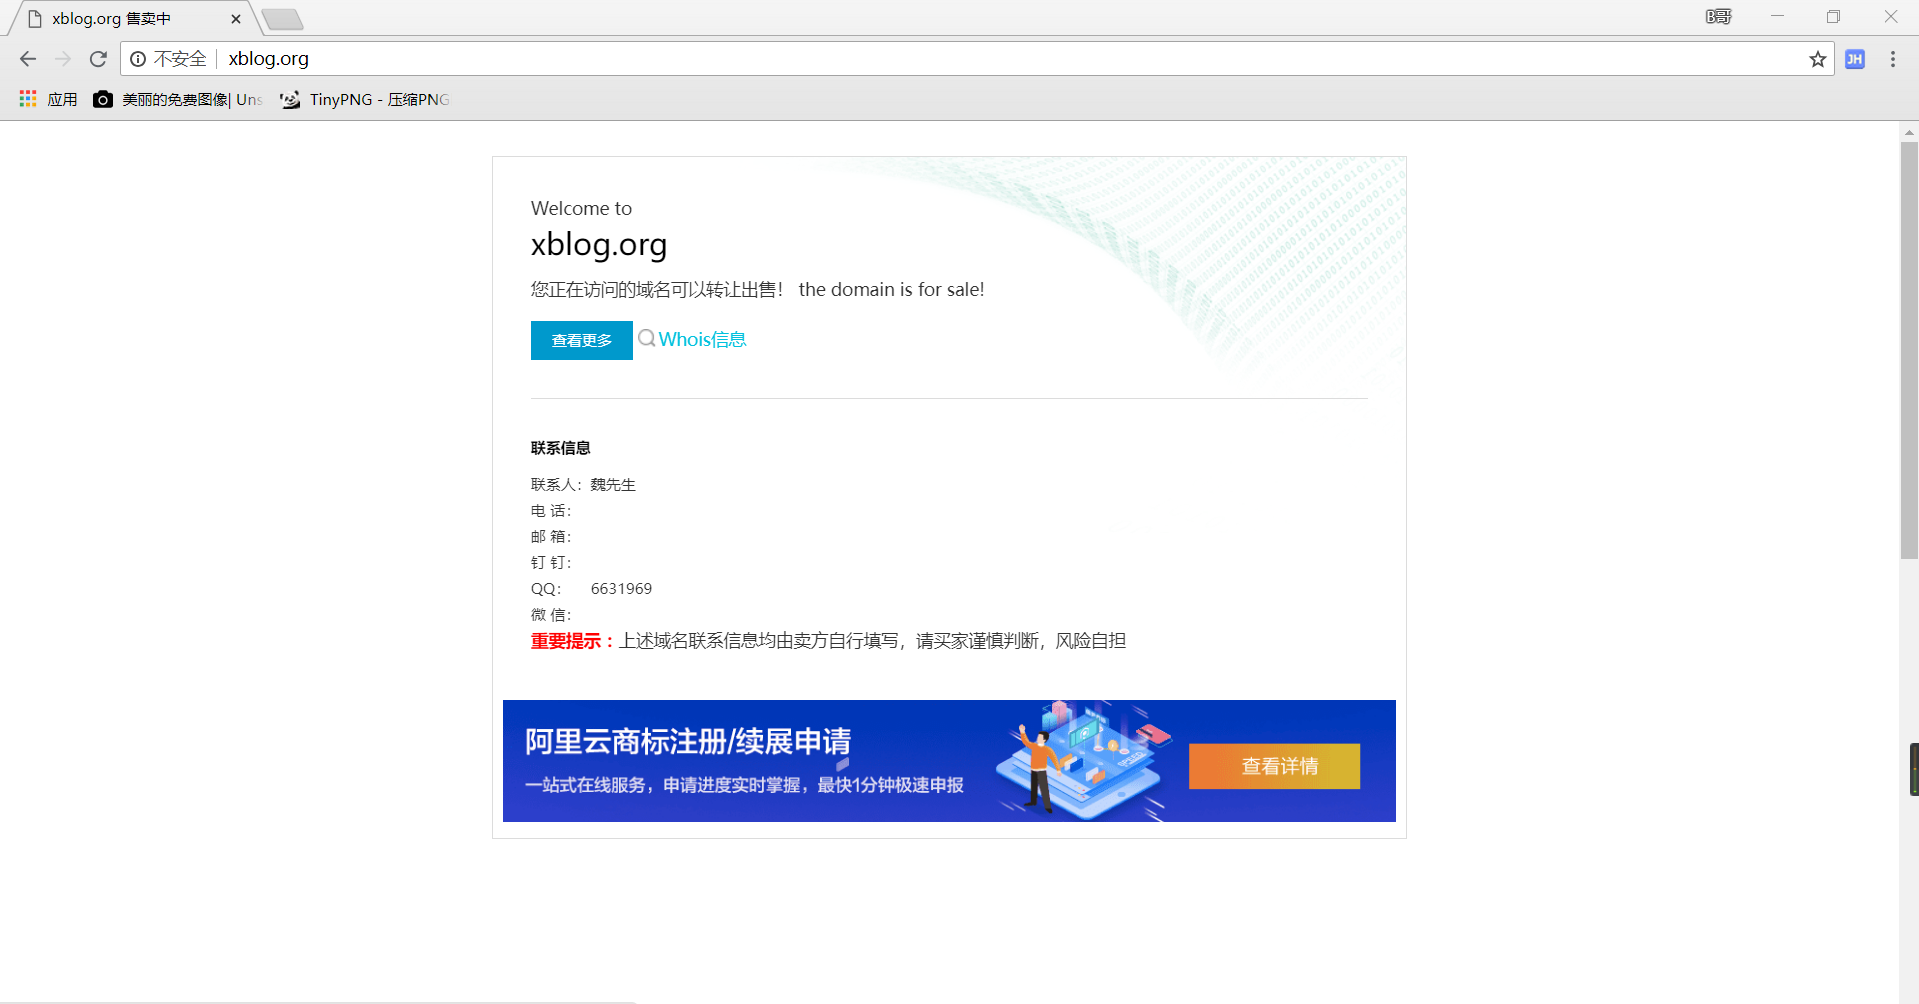 xblog.org 售卖中
B哥
不安全
xblog.org
JH
应用
美丽的免费图像| Uns
TinyPNG - 压缩PNG
Welcome to
xblog.org
您正在访问的域名可以转让出售！ the domain is for sale!
查看更多 Whois信息
联系信息
联系人：魏先生
电 话：
邮 箱：
钉 钉：
QQ： 6631969
微 信：
重要提示：上述域名联系信息均由卖方自行填写，请买家谨慎判断，风险自担
阿里云商标注册/续展申请
一站式在线服务，申请进度实时掌握，最快1分钟极速申报
查看详情